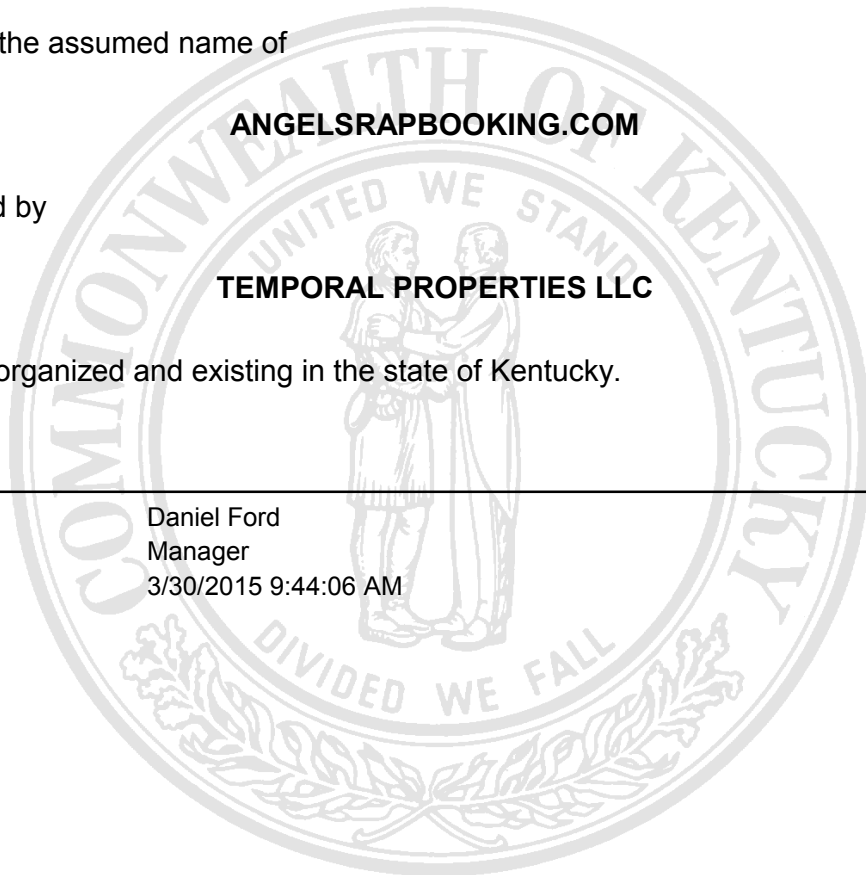 the assumed name of
ANGELSRAPBOOKING.COM
d by
TEMPORAL PROPERTIES LLC
organized and existing in the state of Kentucky.
Daniel Ford
Manager
3/30/2015 9:44:06 AM
COMMONWEALTH OF KENTUCKY
UNITED WE STAND
DIVIDED WE FALL